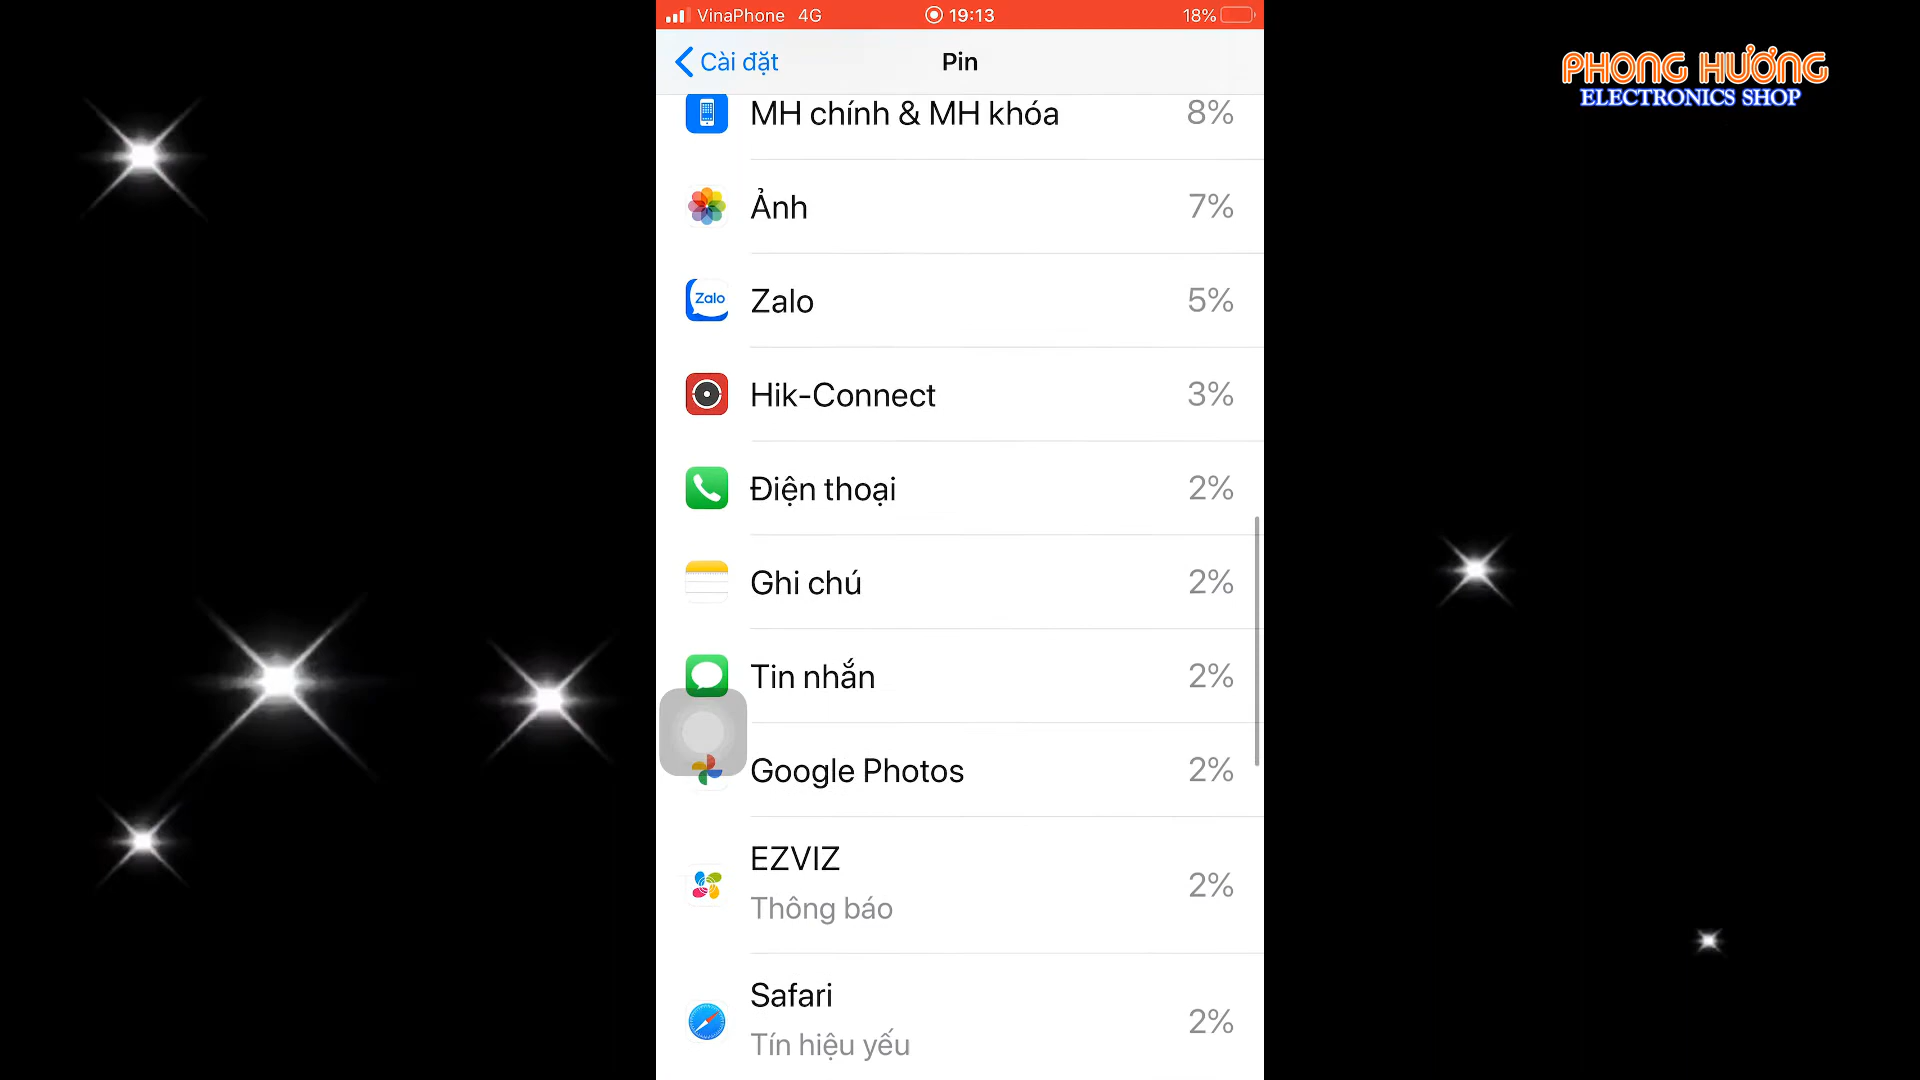 VinaPhone 4G 19:13 18%
Cài đặt Pin
PHONG HƯƠNG
ELECTRONICS SHOP
MH chính & MH khóa 8%
Ảnh 7%
Zalo
Zalo 5%
Hik-Connect 3%
Điện thoại 2%
Ghi chú 2%
Tin nhắn 2%
Google Photos 2%
EZVIZ 2%
Thông báo
Safari 2%
Tín hiệu yếu